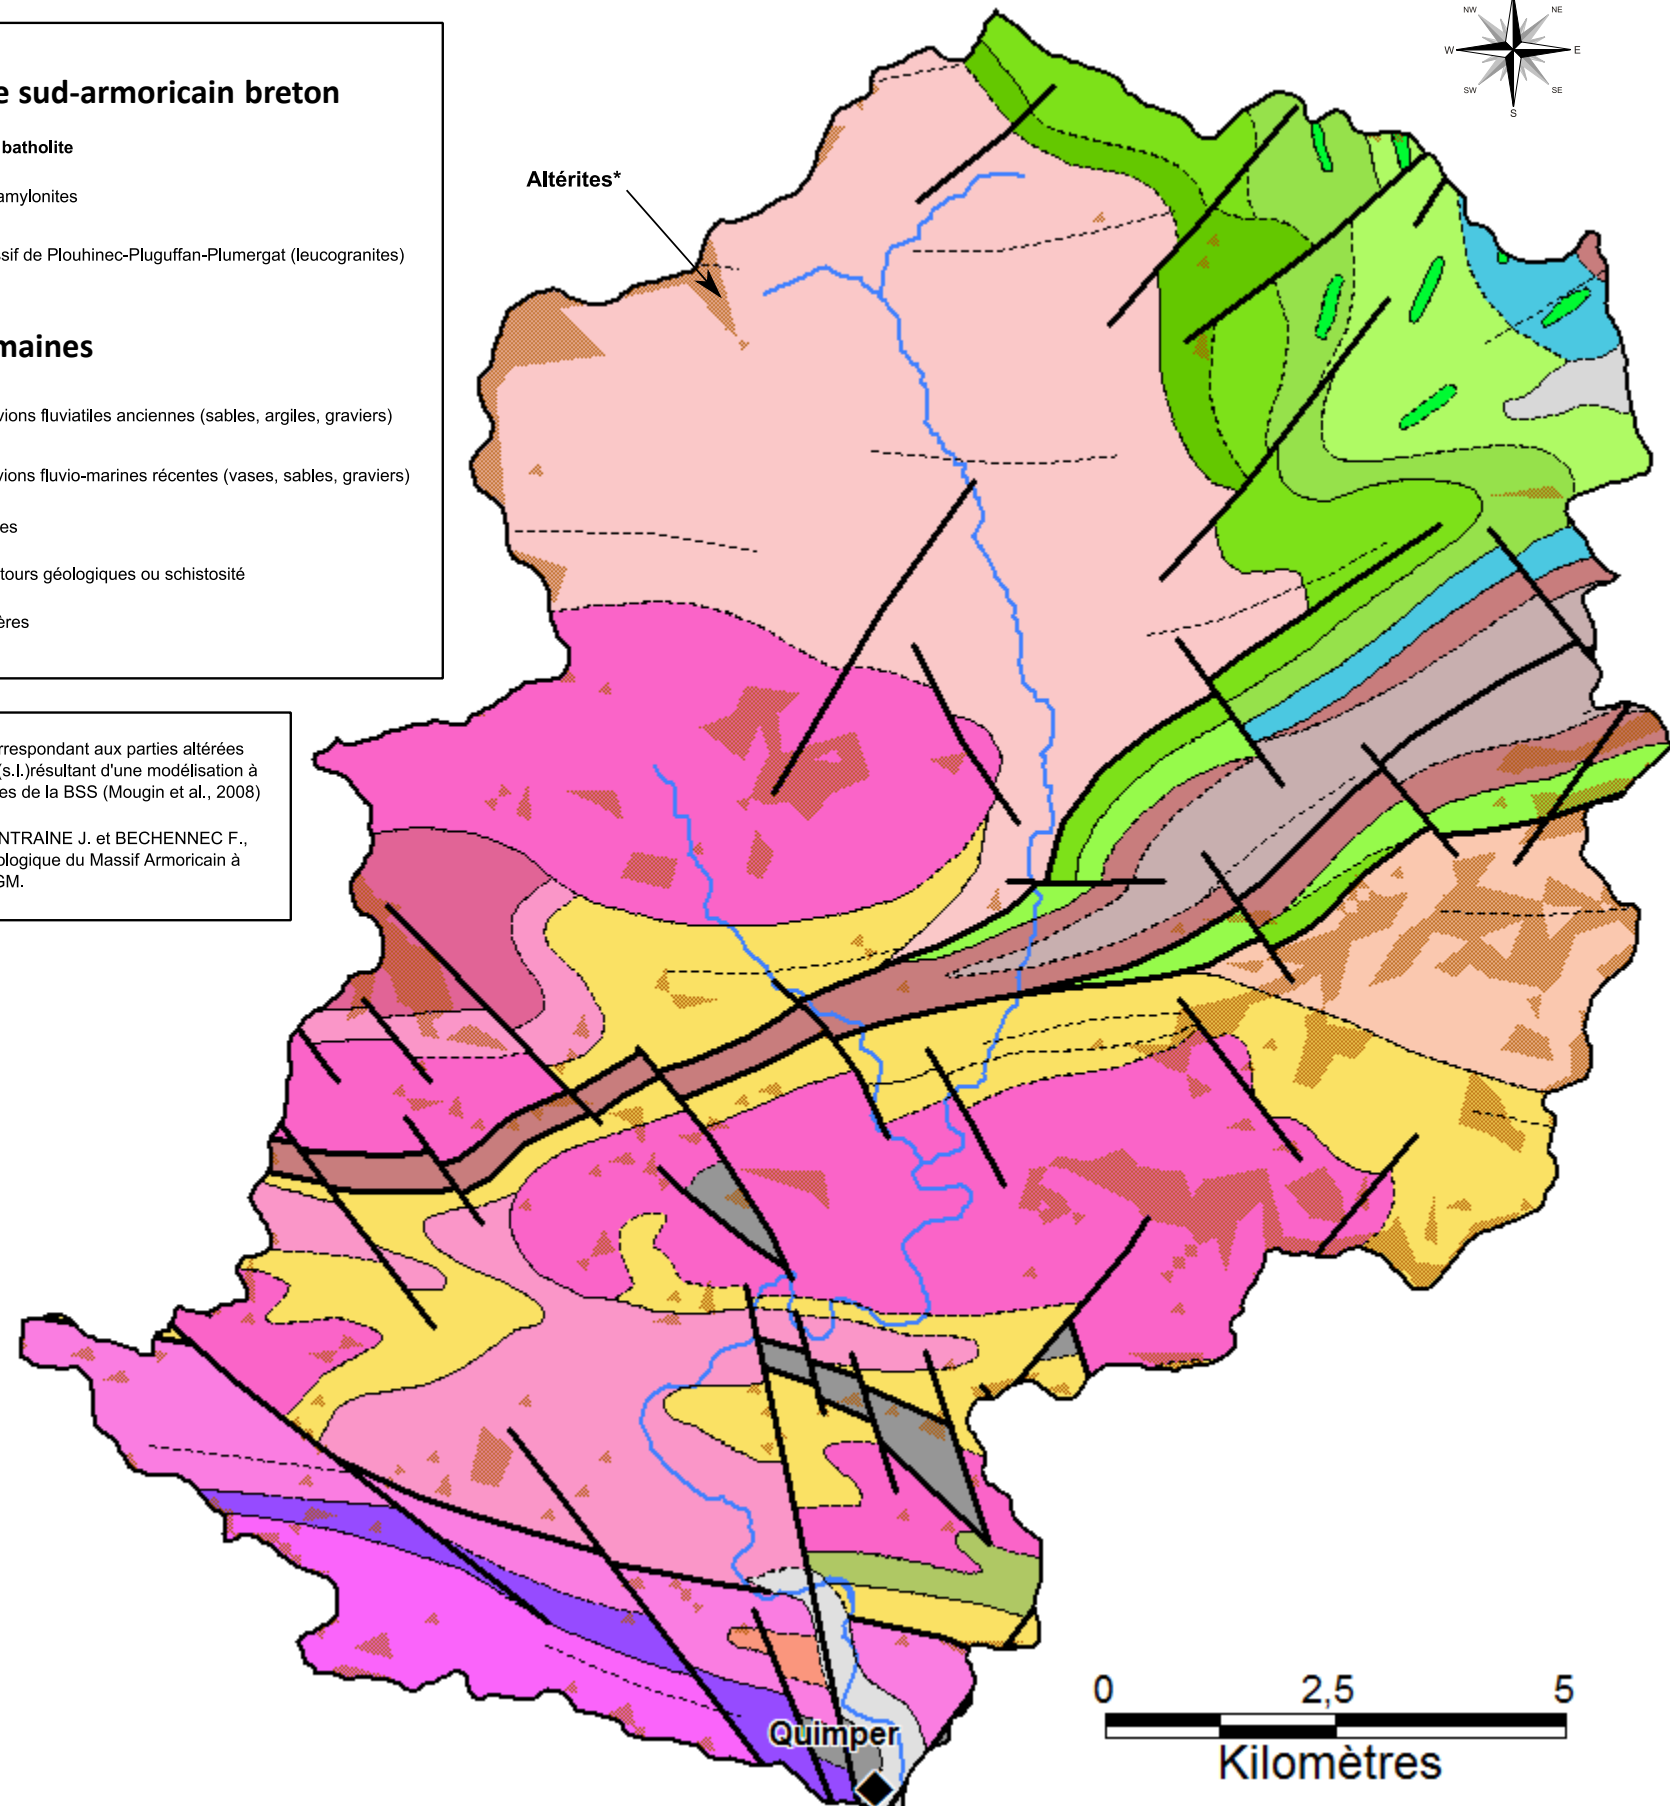 e sud-armoricain breton
batholite
amylonites
ssif de Plouhinec-Pluguffan-Plumergat (leucogranites)
maines
vions fluviatiles anciennes (sables, argiles, graviers)
vions fluvio-marines récentes (vases, sables, graviers)
es
tours géologiques ou schistosité
ères
rrespondant aux parties altérées
(s.l.)résultant d'une modélisation à
es de la BSS (Mougin et al., 2008)
NTRAINE J. et BECHENNEC F.,
ologique du Massif Armoricain à
GM.
Altérites*
NW
NE
W
E
SW
SE
S
Quimper
0 2,5 5
Kilomètres